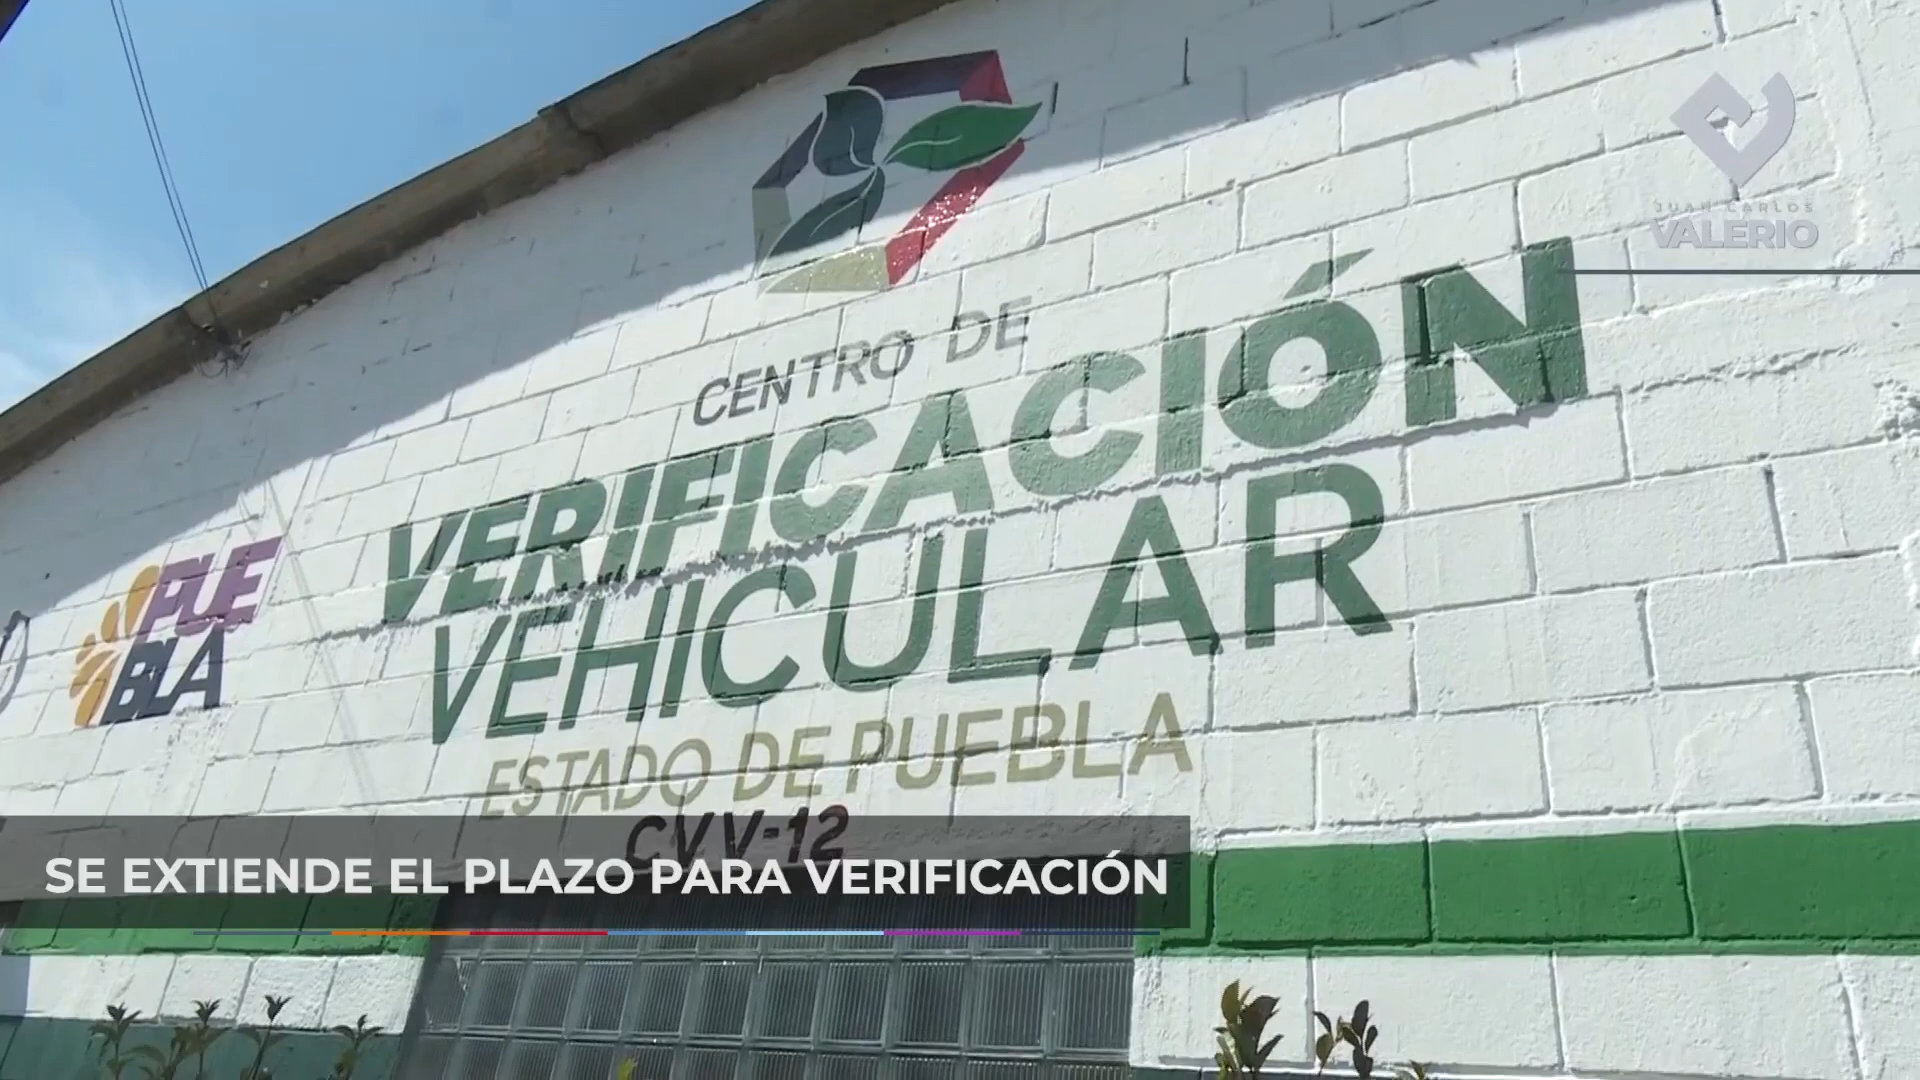 JUAN CARLOS
VALERIO
CENTRO DE
VERIFICACIÓN
VEHICULAR
ESTADO DE PUEBLA
CVV-12
PUE
BLA
SE EXTIENDE EL PLAZO PARA VERIFICACIÓN